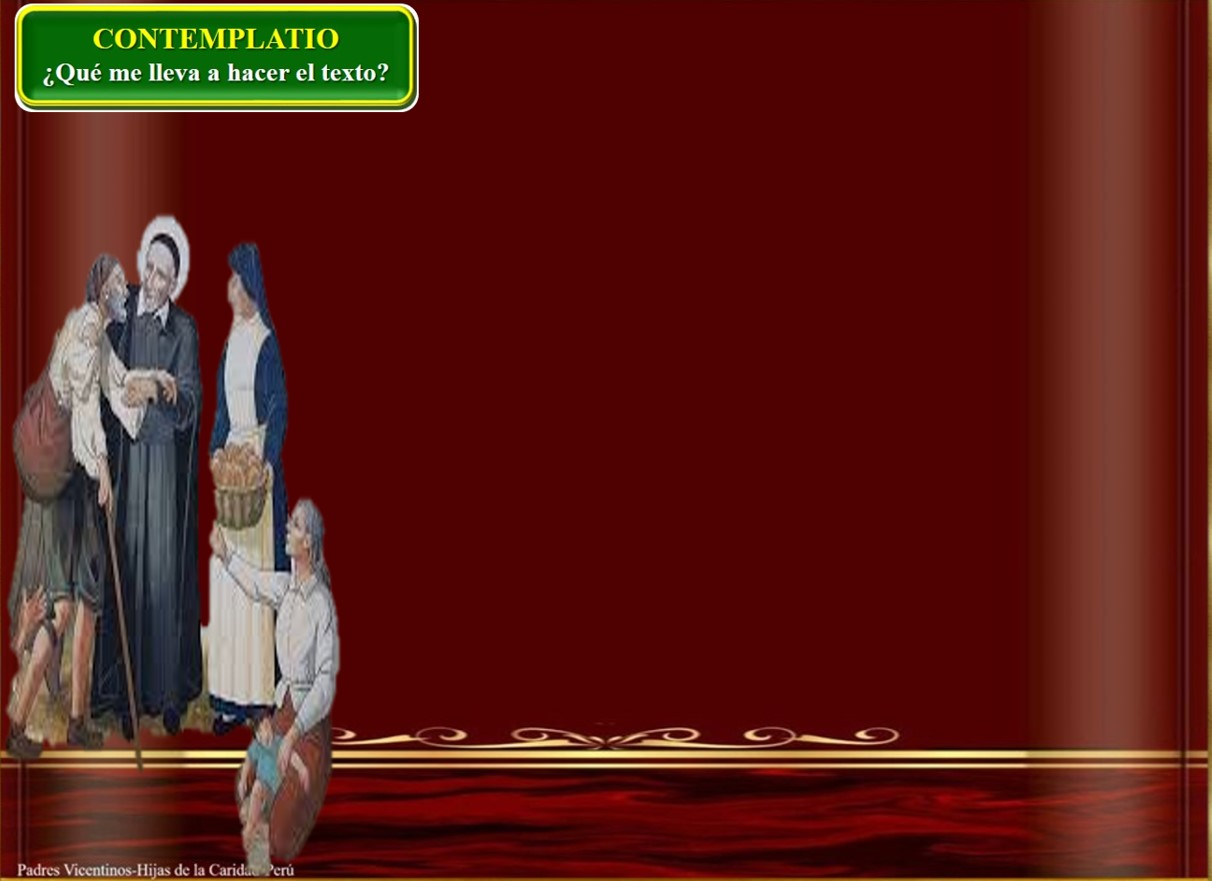 CONTEMPLATIO
¿Qué me lleva a hacer el texto?
Padres Vicentinos-Hijas de la Caridad Perú